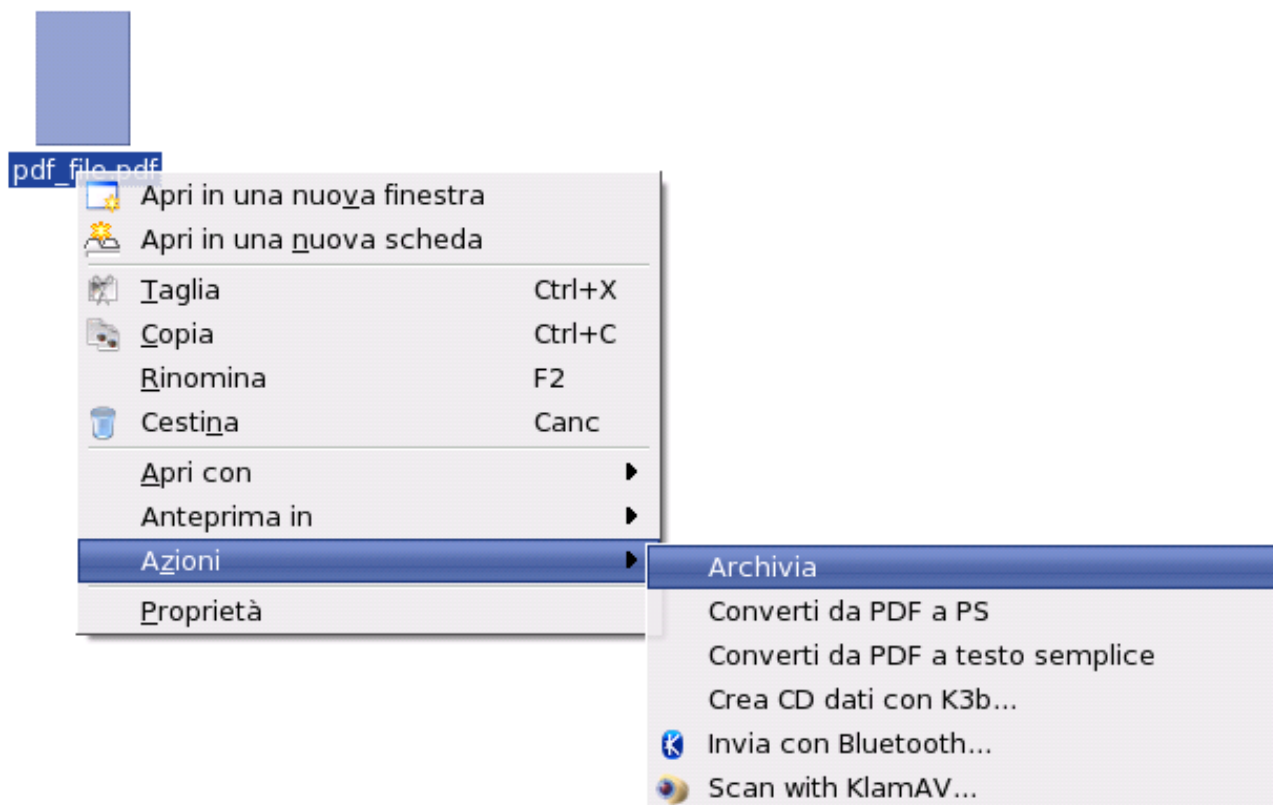 pdf_file.pdf
Apri in una nuova finestra
Apri in una nuova scheda
Taglia Ctrl+X
Copia Ctrl+C
Rinomina F2
Cestina Canc
Apri con
Anteprima in
Azioni
Proprietà
Archivia
Converti da PDF a PS
Converti da PDF a testo semplice
Crea CD dati con K3b...
Invia con Bluetooth...
Scan with KlamAV...